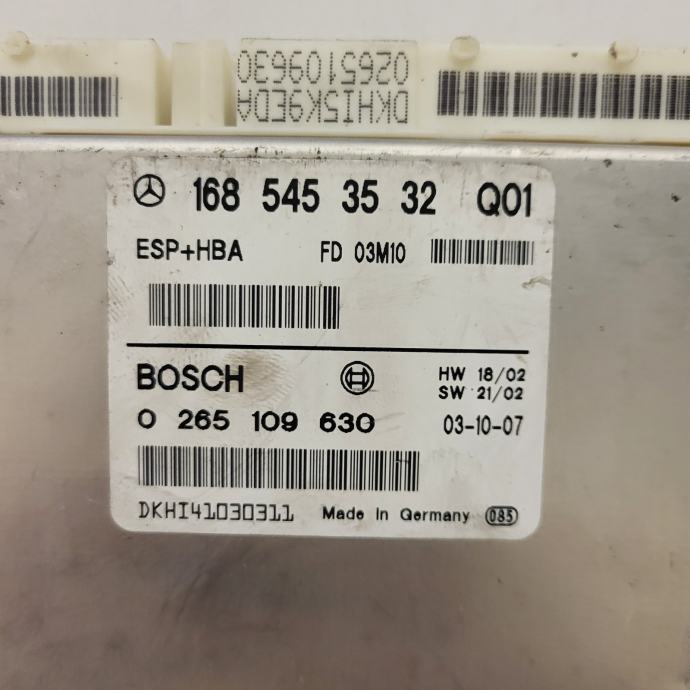 0265109630
DKHI5K9EDA
168 545 35 32 Q01
ESP+HBA FD 03M10
BOSCH
HW 18/02
SW 21/02
0 265 109 630 03-10-07
DKHI41030311 Made In Germany 085